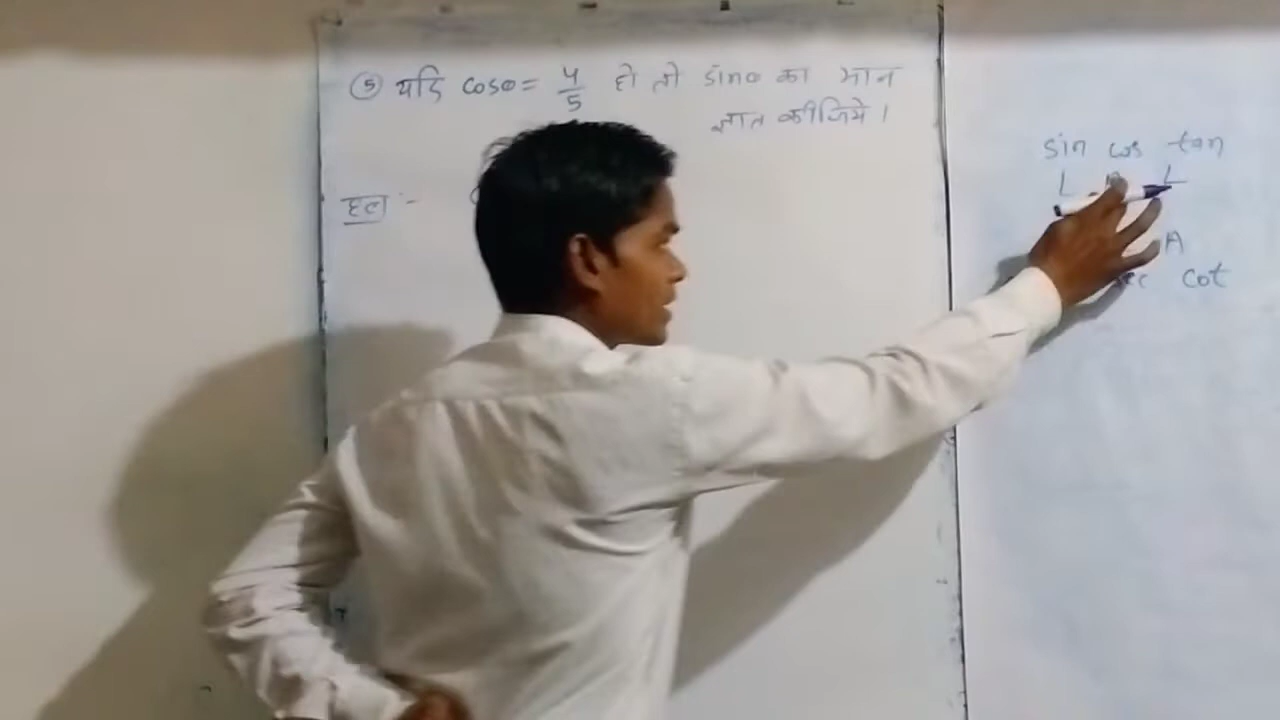 ⑤ यदि cosθ = 4/5 हो तो sinθ का मान
ज्ञात कीजिये।
हल :-
sin cos tan
L L
A
sec cot